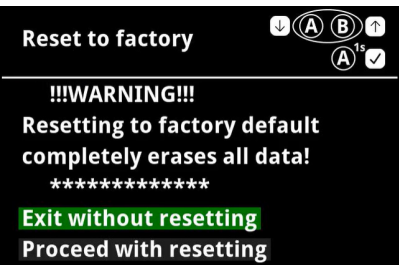 Reset to factory
↓ A B ↑
A 1s ✓
!!!WARNING!!!
Resetting to factory default
completely erases all data!
*************
Exit without resetting
Proceed with resetting